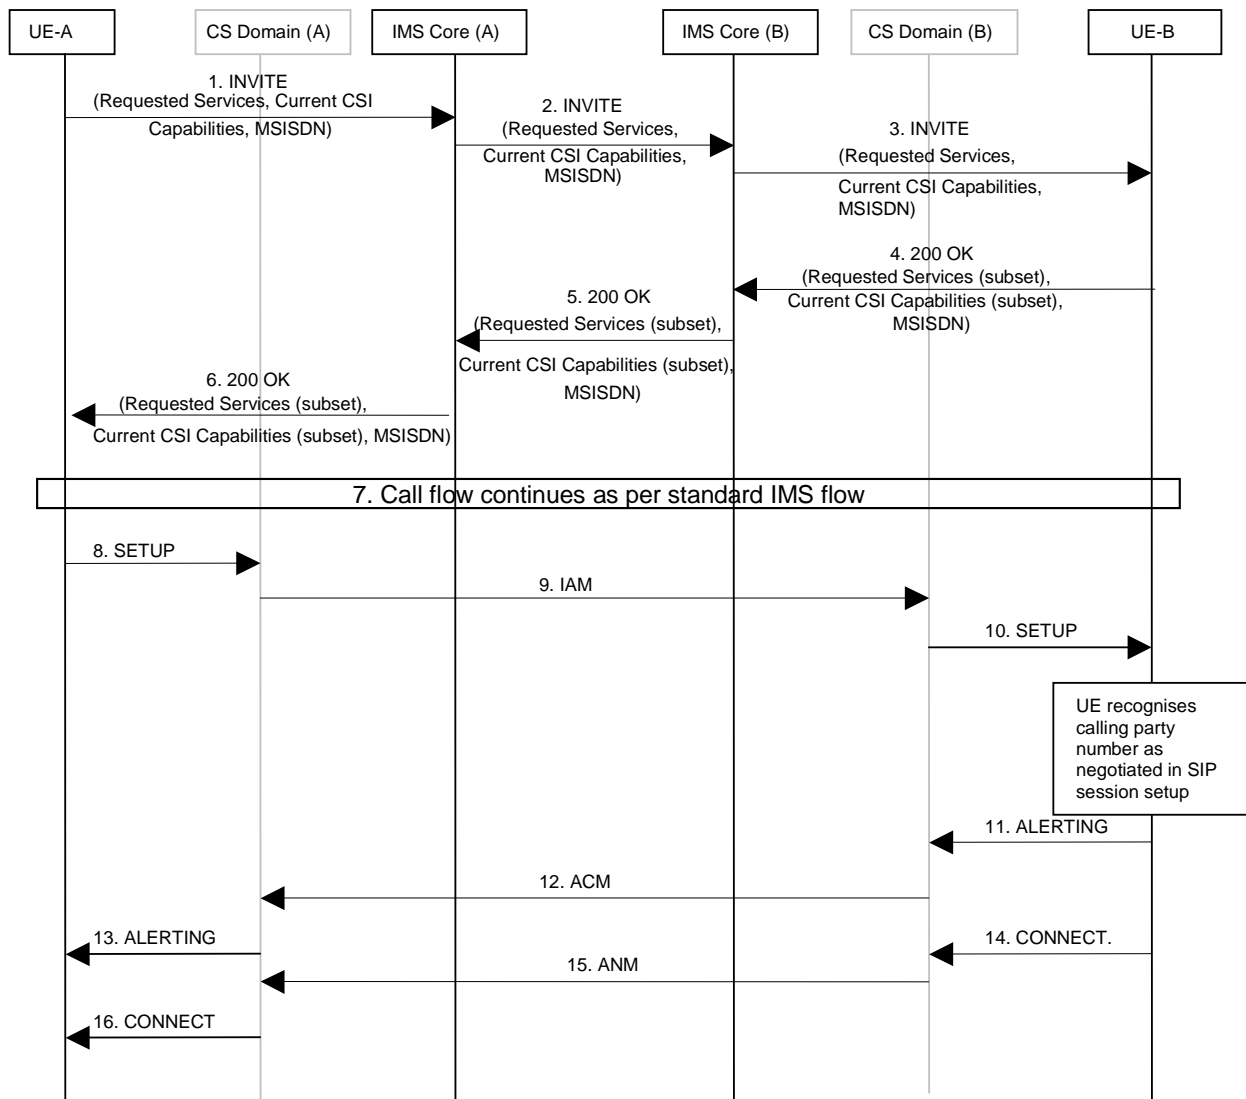 UE-A
CS Domain (A)
IMS Core (A)
IMS Core (B)
CS Domain (B)
UE-B
1. INVITE
(Requested Services, Current CSI
Capabilities, MSISDN)
2. INVITE
(Requested Services,
Current CSI Capabilities,
MSISDN)
3. INVITE
(Requested Services,
Current CSI Capabilities,
MSISDN)
4. 200 OK
(Requested Services (subset),
Current CSI Capabilities (subset),
MSISDN)
5. 200 OK
(Requested Services (subset),
Current CSI Capabilities (subset),
MSISDN)
6. 200 OK
(Requested Services (subset),
Current CSI Capabilities (subset), MSISDN)
7. Call flow continues as per standard IMS flow
8. SETUP
9. IAM
10. SETUP
UE recognises
calling party
number as
negotiated in SIP
session setup
11. ALERTING
12. ACM
13. ALERTING
14. CONNECT.
15. ANM
16. CONNECT